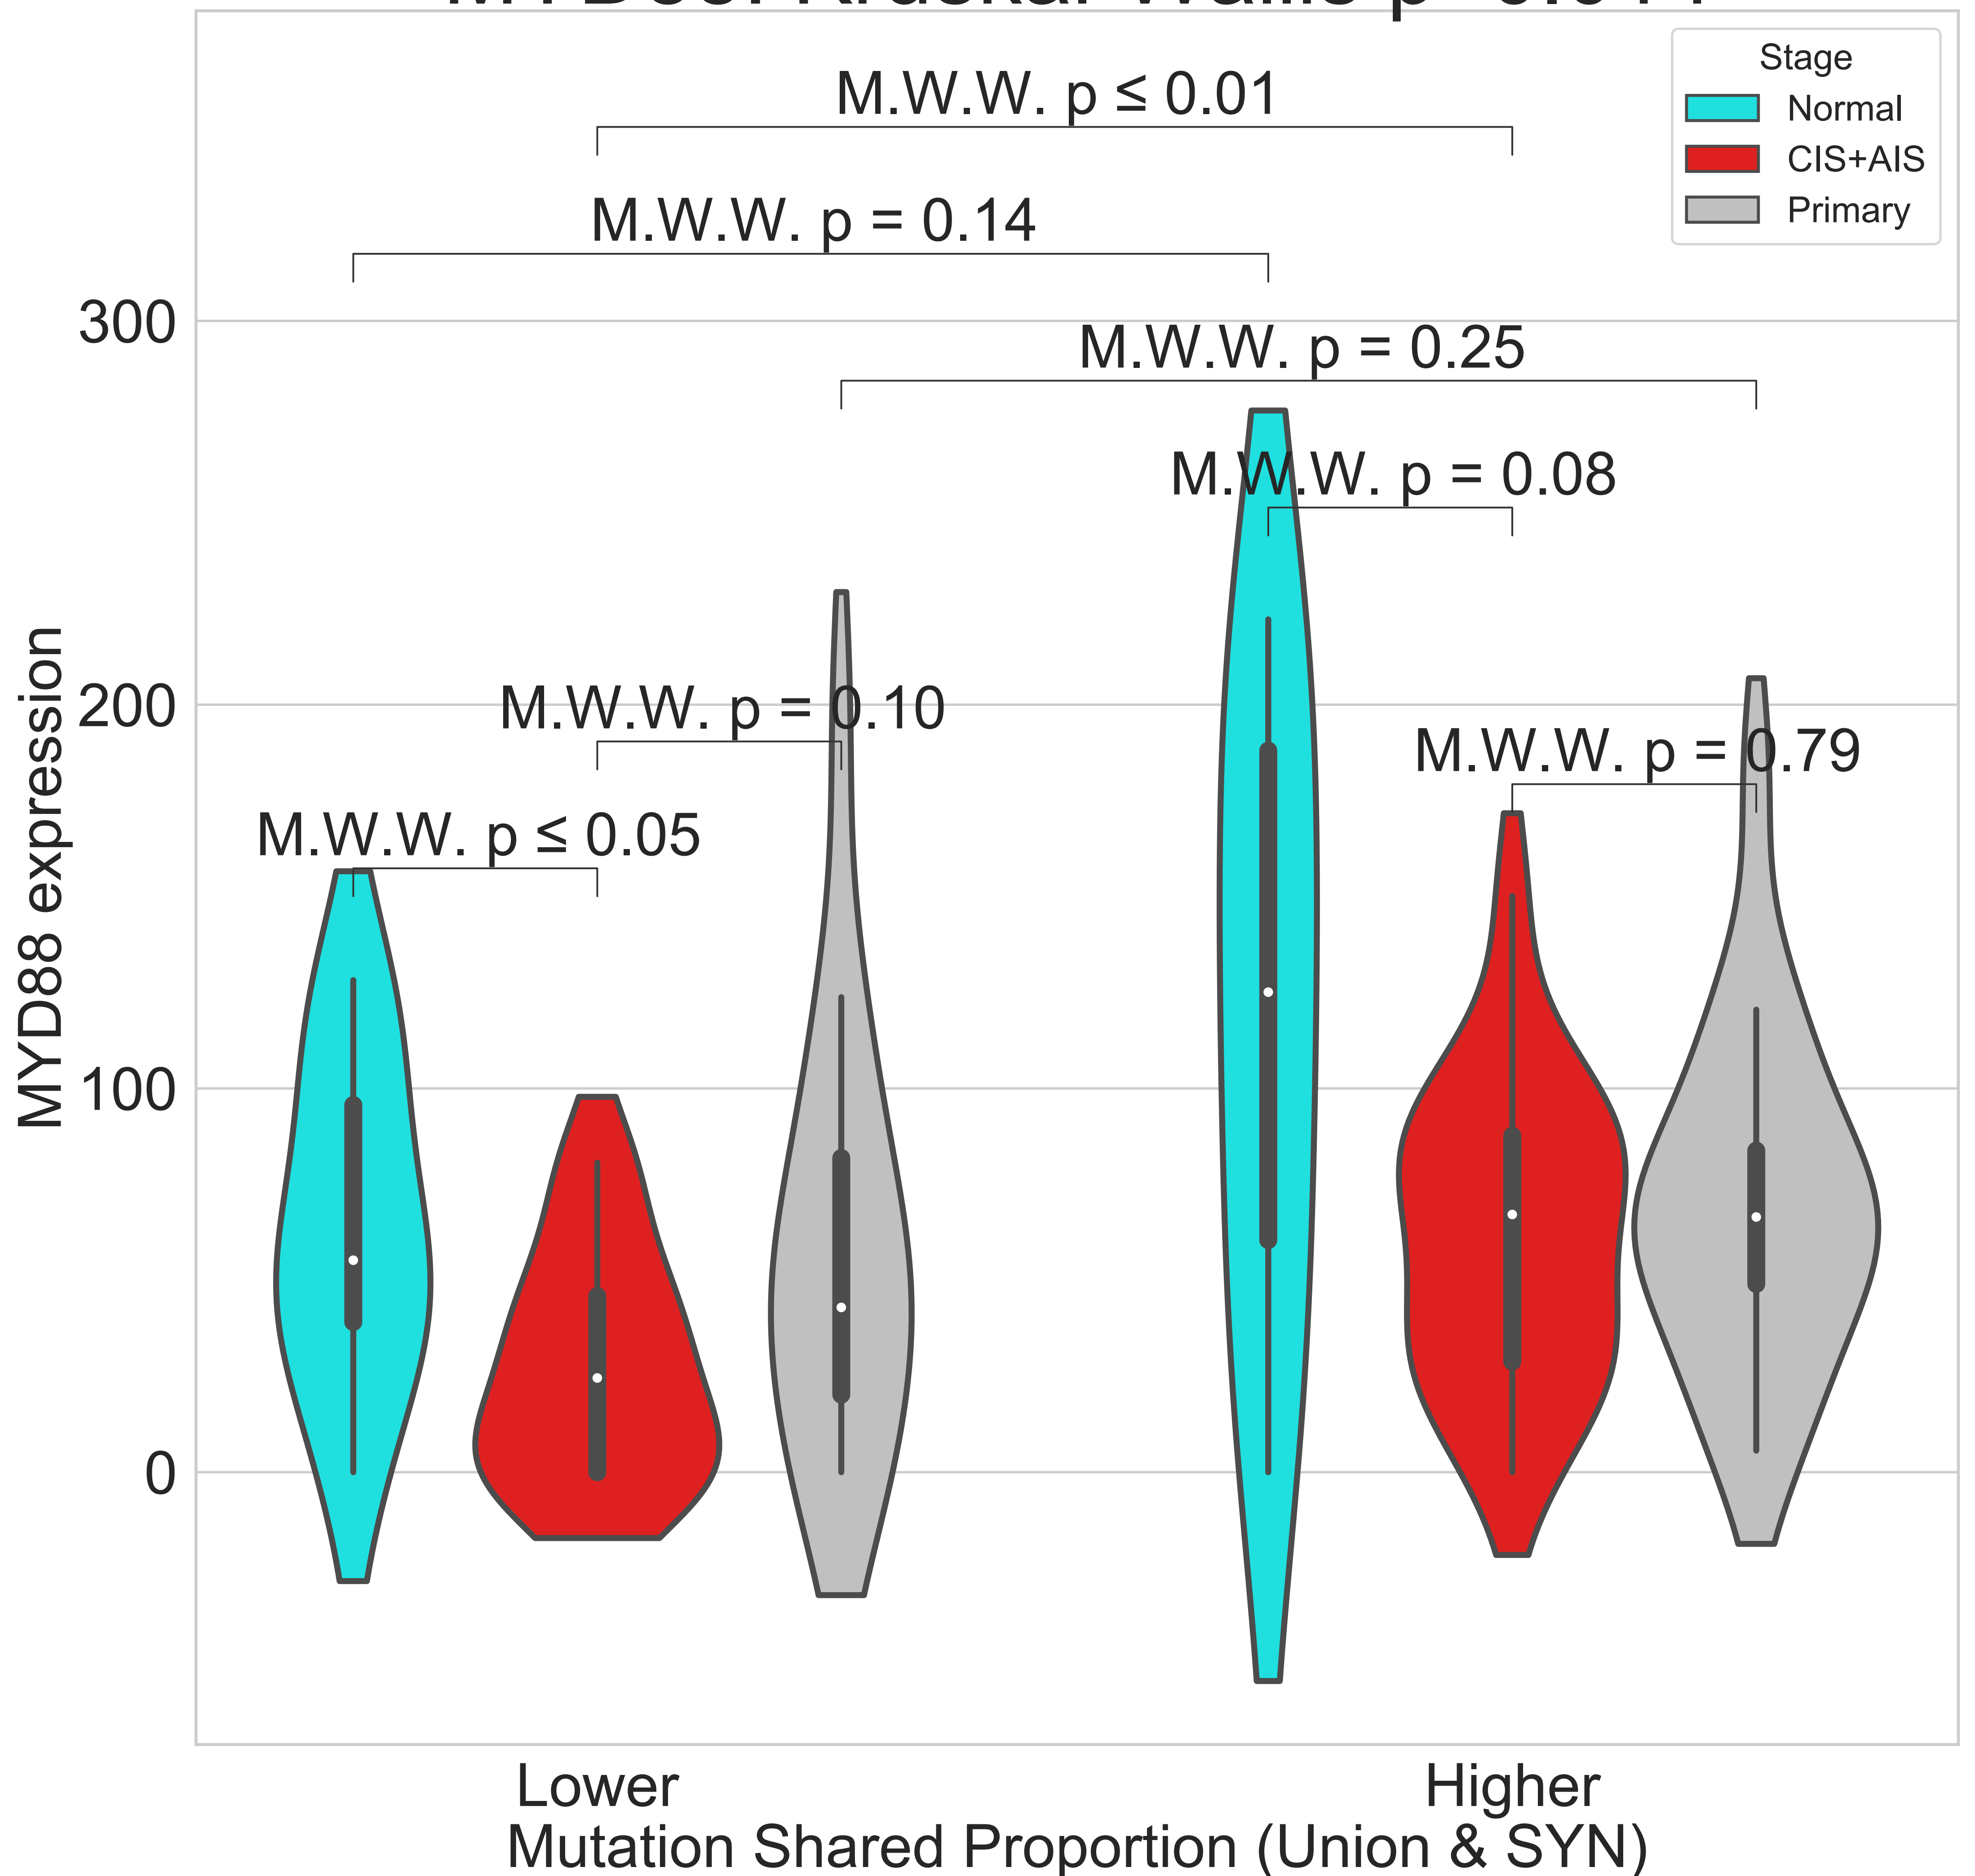 Stage
Normal
CIS+AIS
Primary
M.W.W. p ≤ 0.01
M.W.W. p = 0.14
M.W.W. p = 0.25
M.W.W. p = 0.08
M.W.W. p = 0.10
M.W.W. p = 0.79
M.W.W. p ≤ 0.05
300
200
100
0
MYD88 expression
Lower
Higher
Mutation Shared Proportion (Union & SYN)